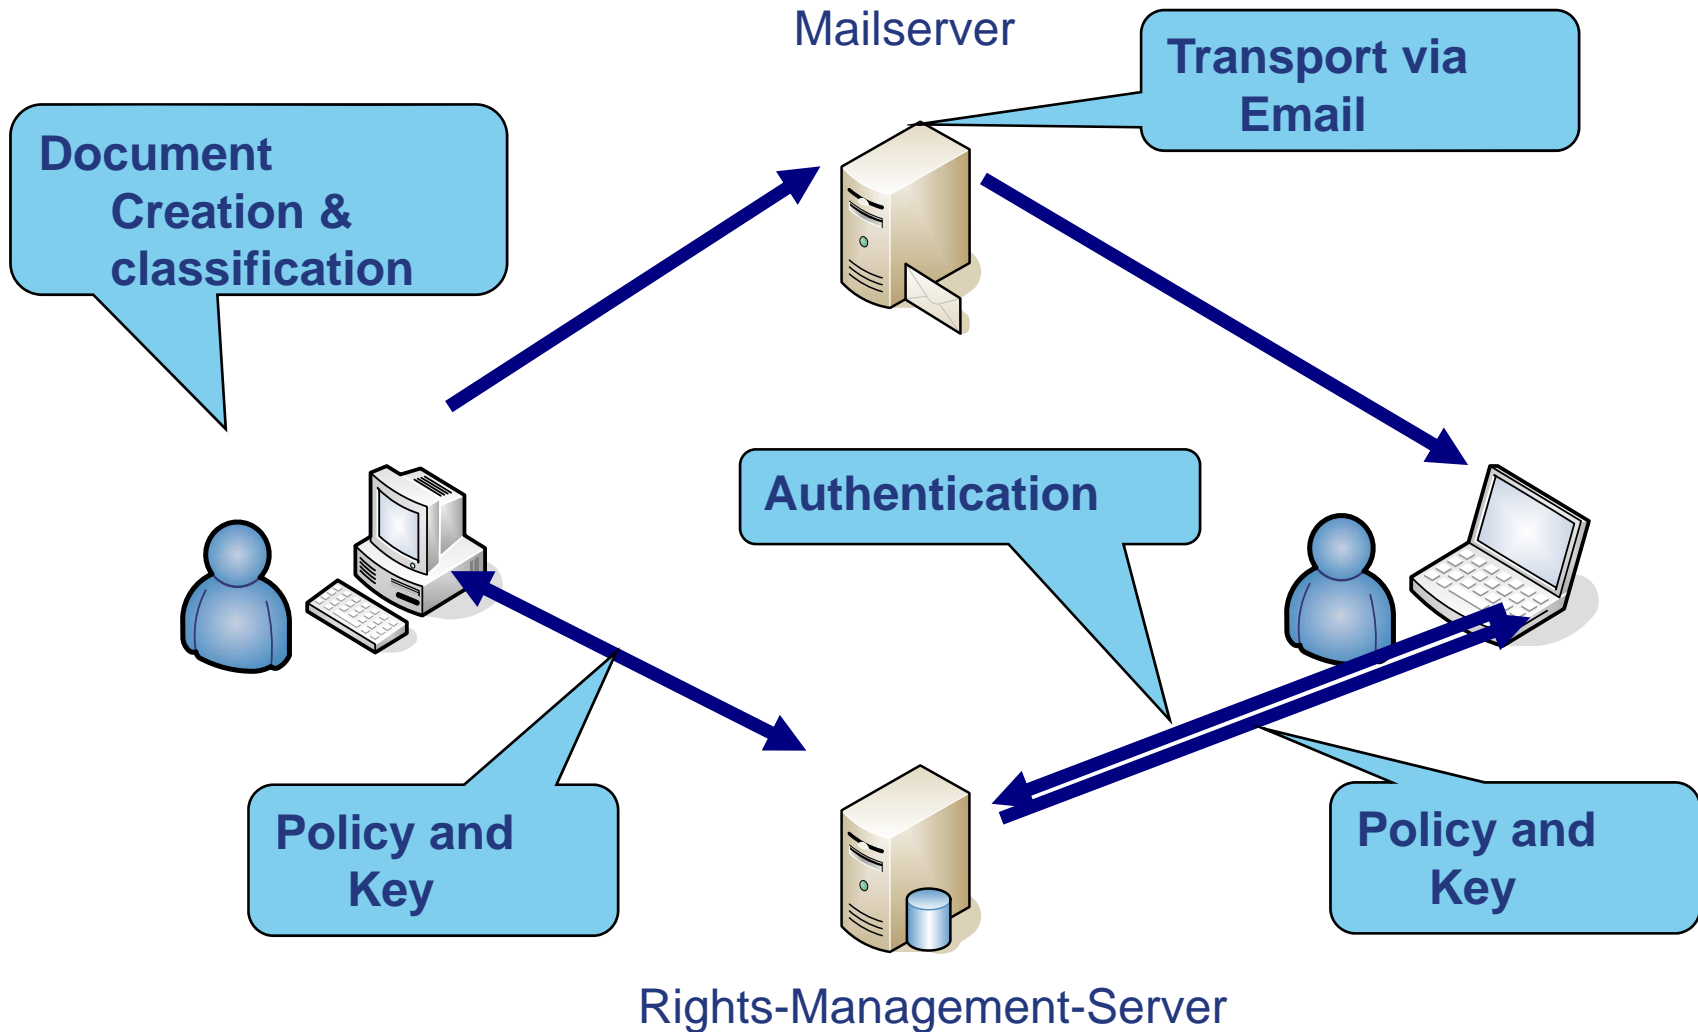 Mailserver
Transport via
Email
Document
Creation &
classification
Authentication
Policy and
Key
Policy and
Key
Rights-Management-Server